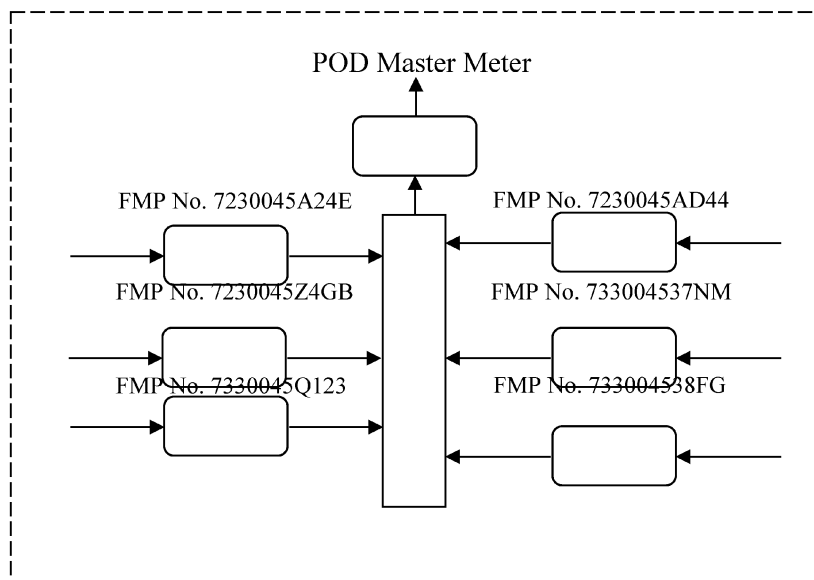 POD Master Meter
FMP No. 7230045A24E
FMP No. 7230045AD44
FMP No. 7230045Z4GB
FMP No. 733004537NM
FMP No. 7330045Q123
FMP No. 733004538FG